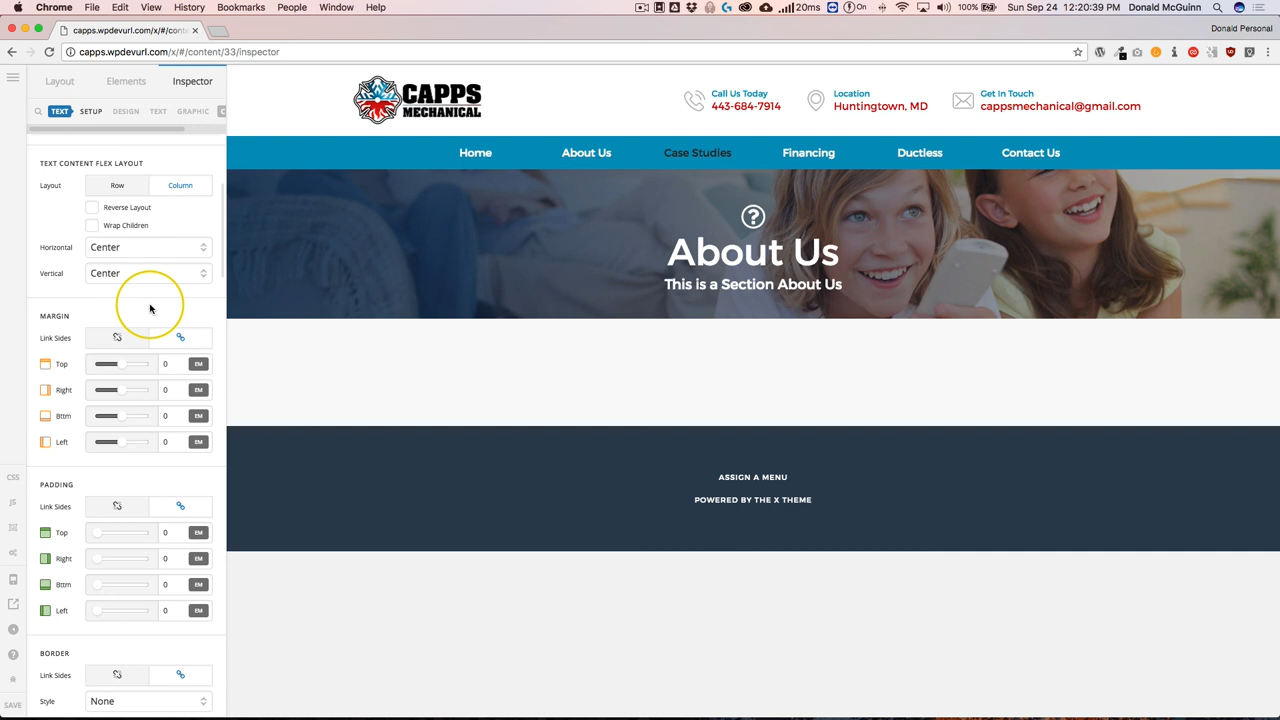 Chrome File Edit View History Bookmarks People Window Help
20ms On 100% Sun Sep 24 12:20:39 PM Donald McGuinn
capps.wpdevurl.com/x/#/conte
Donald Personal
capps.wpdevurl.com/x/#/content/33/inspector
Layout Elements Inspector
TEXT SETUP DESIGN TEXT GRAPHIC
TEXT CONTENT FLEX LAYOUT
Layout Row Column
Reverse Layout
Wrap Children
Horizontal Center
Vertical Center
MARGIN
Link Sides
Top 0 EM
Right 0 EM
Bttm 0 EM
Left 0 EM
PADDING
Link Sides
Top 0 EM
Right 0 EM
Bttm 0 EM
Left 0 EM
BORDER
Link Sides
Style None
CSS
JS
SAVE
CAPPS
MECHANICAL
Call Us Today
443-684-7914
Location
Huntingtown, MD
Get In Touch
cappsmechanical@gmail.com
Home About Us Case Studies Financing Ductless Contact Us
About Us
This is a Section About Us
ASSIGN A MENU
POWERED BY THE X THEME